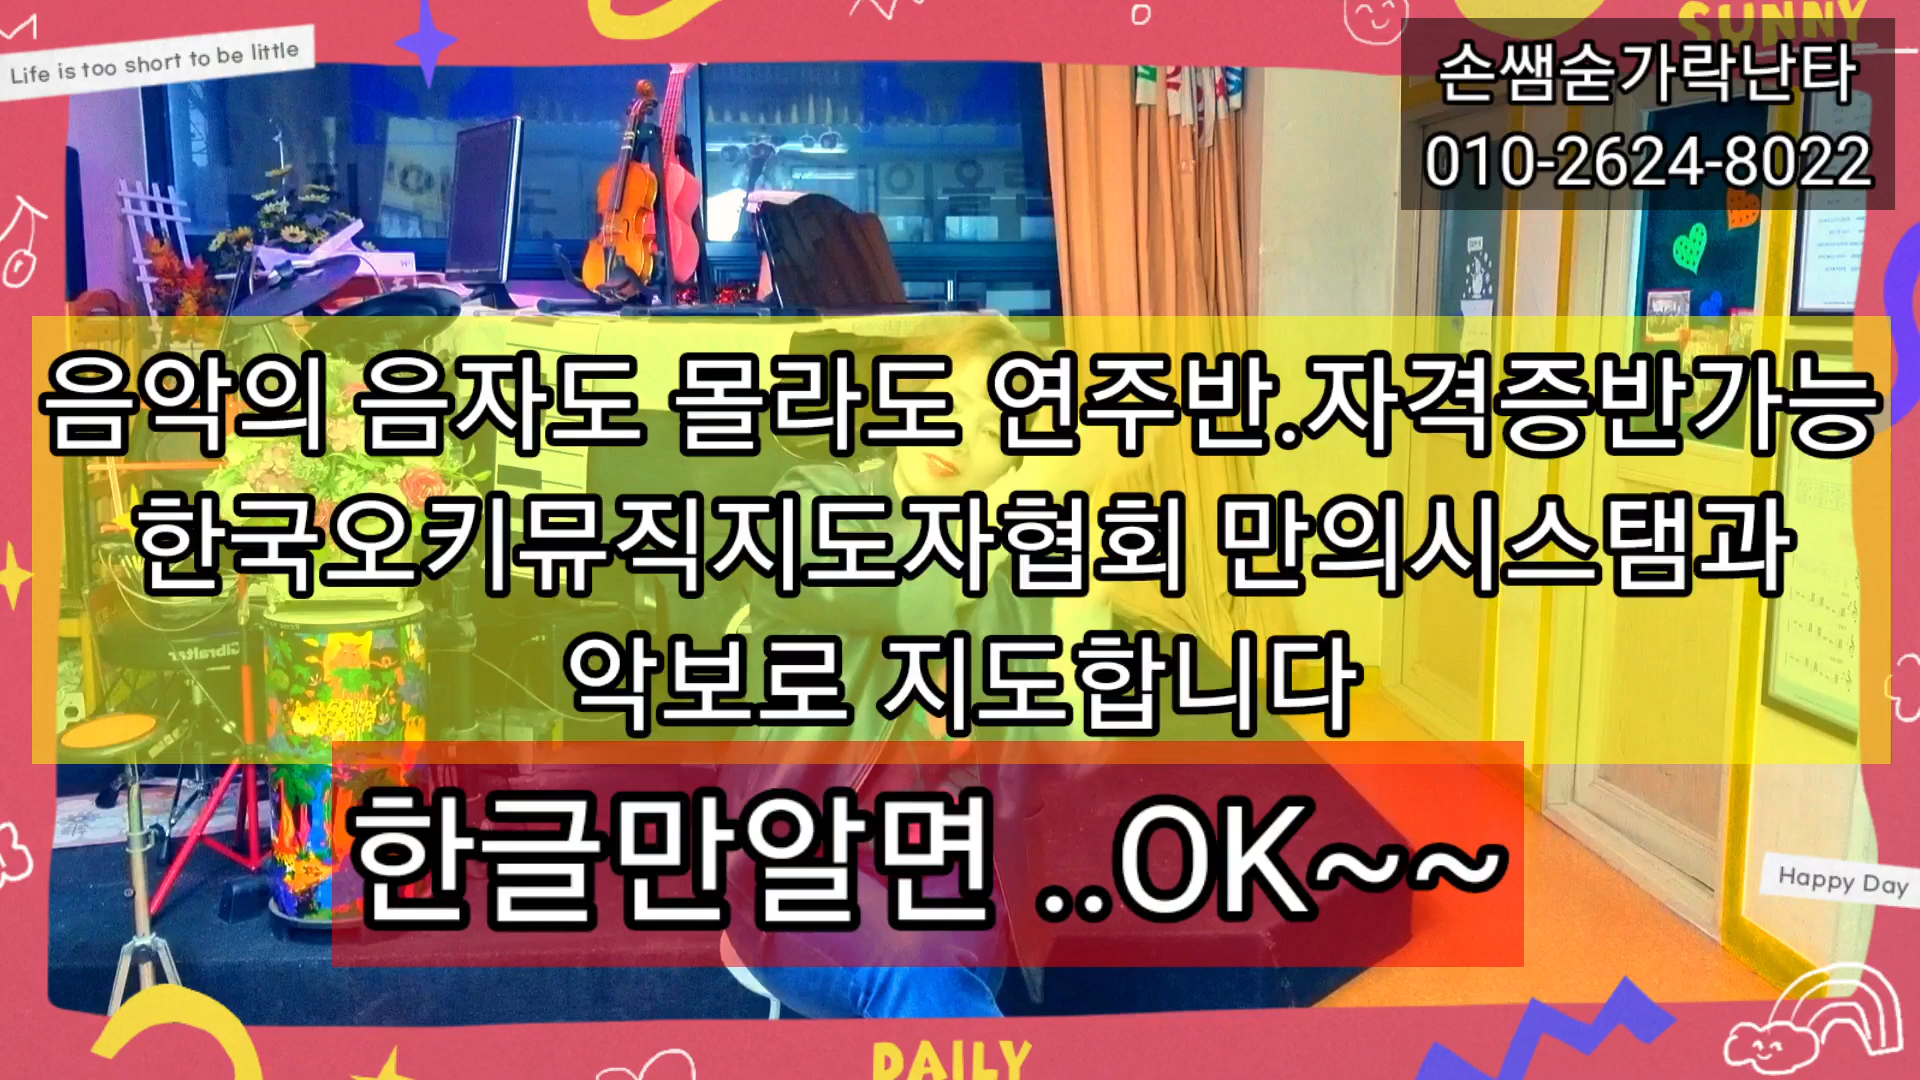 Life is too short to be little
SUNNY
손쌤숟가락난타
010-2624-8022
음악의 음자도 몰라도 연주반.자격증반가능
한국오키뮤직지도자협회 만의시스탬과
악보로 지도합니다
Gibraltar
한글만알면 ..OK~~
Happy Day
DAILY